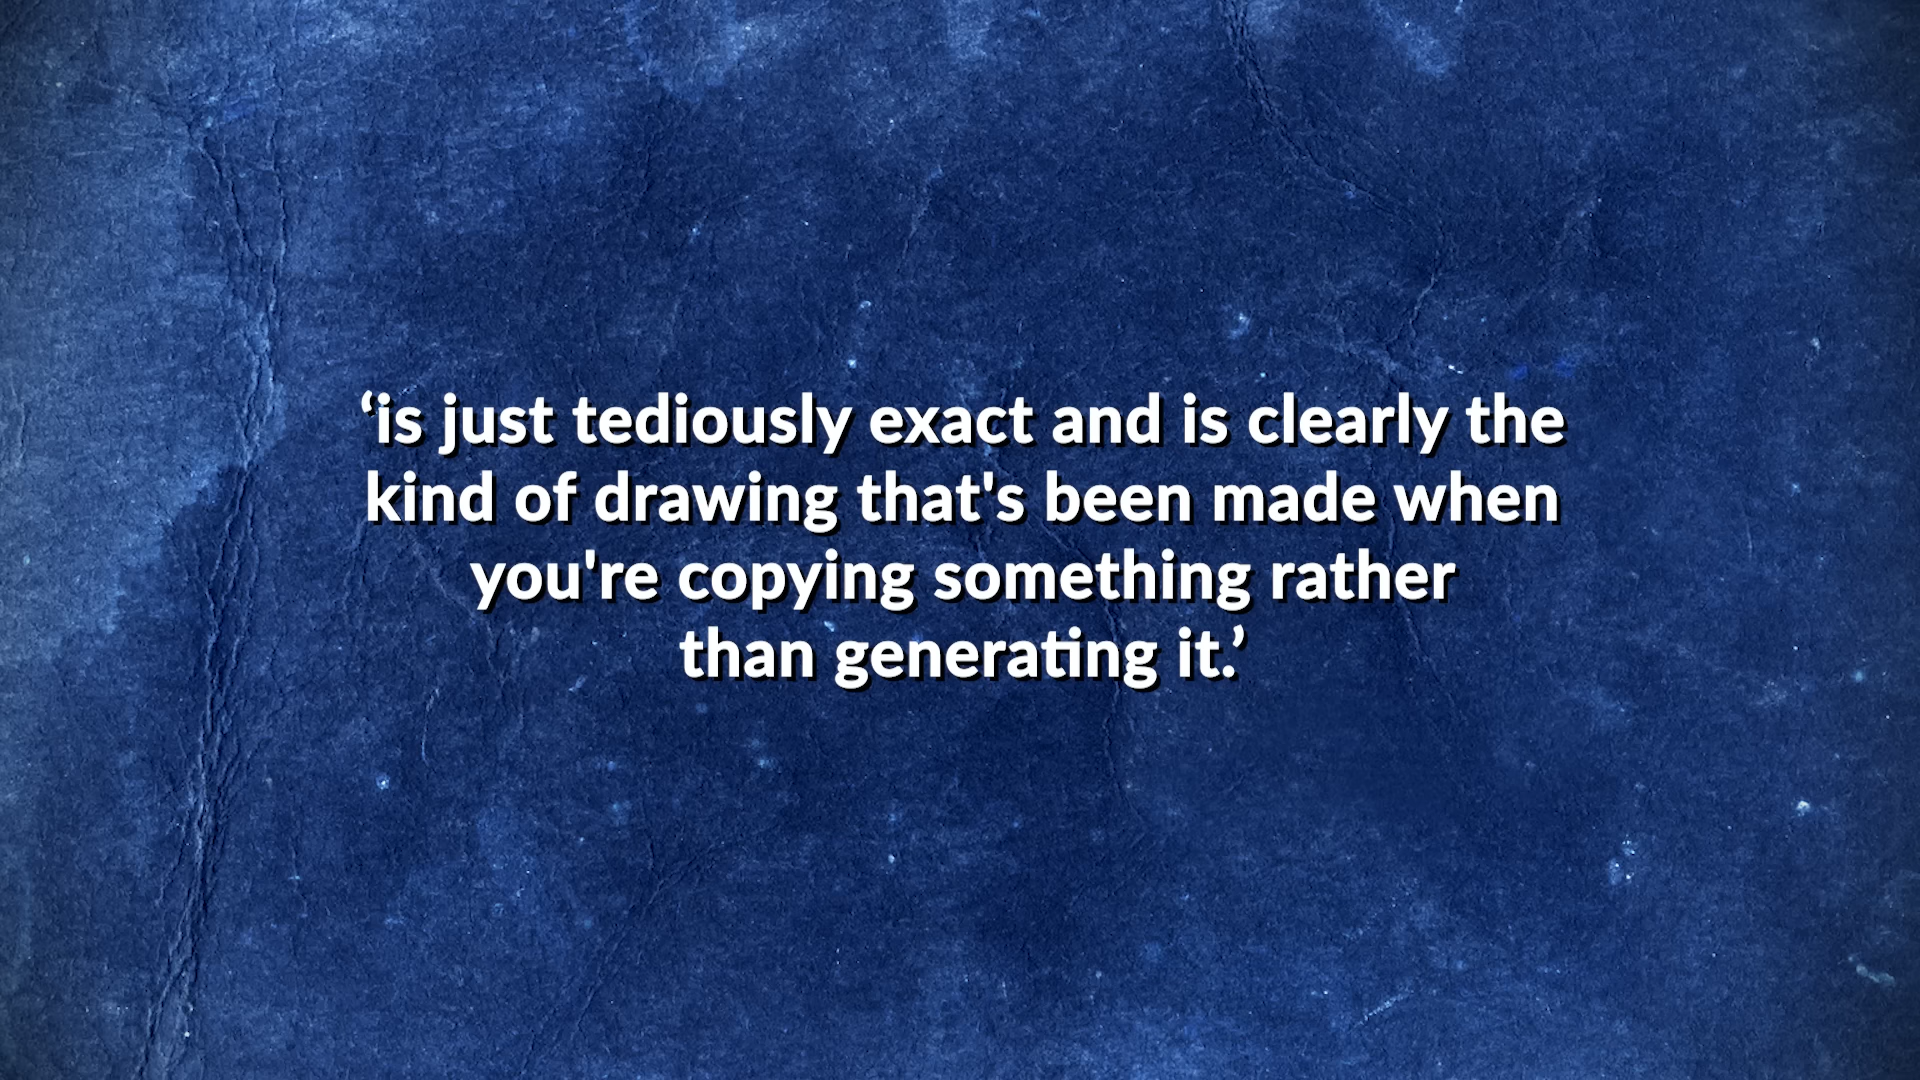 ‘is just tediously exact and is clearly the
kind of drawing that's been made when
you're copying something rather
than generating it.’